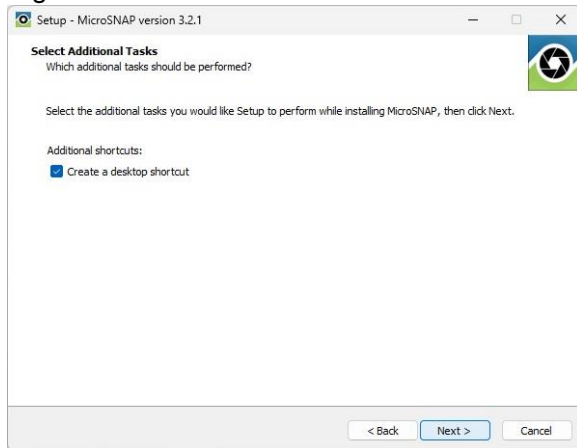 Setup - MicroSNAP version 3.2.1
Select Additional Tasks
Which additional tasks should be performed?
Select the additional tasks you would like Setup to perform while installing MicroSNAP, then click Next.
Additional shortcuts:
Create a desktop shortcut
< Back
Next >
Cancel